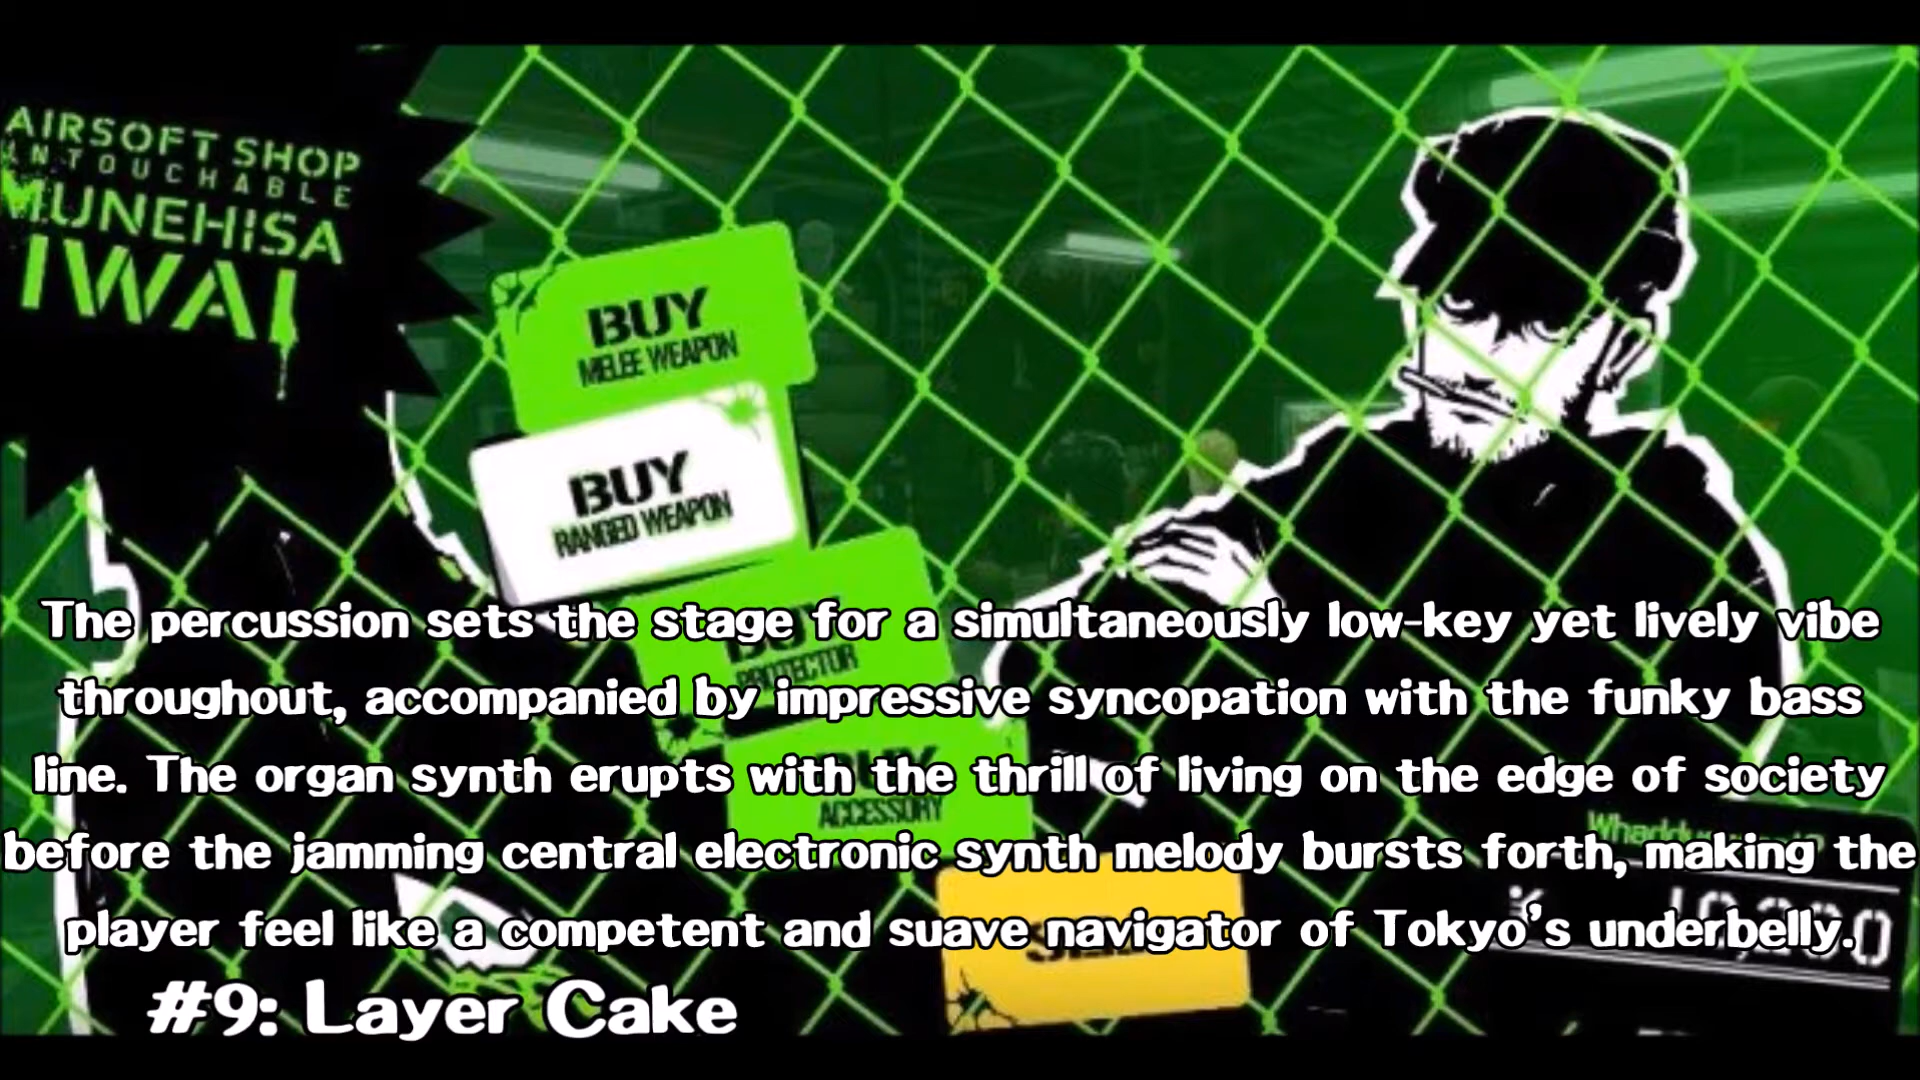 AIRSOFT SHOP
UNTOUCHABLE
MUNEHISA
IWAI
BUY
MELEE WEAPON
BUY
RANGED WEAPON
BUY
PROTECTOR
BUY
ACCESSORY
The percussion sets the stage for a simultaneously low-key yet lively vibe
throughout, accompanied by impressive syncopation with the funky bass
line. The organ synth erupts with the thrill of living on the edge of society
before the jamming central electronic synth melody bursts forth, making the
player feel like a competent and suave navigator of Tokyo's underbelly.
#9: Layer Cake